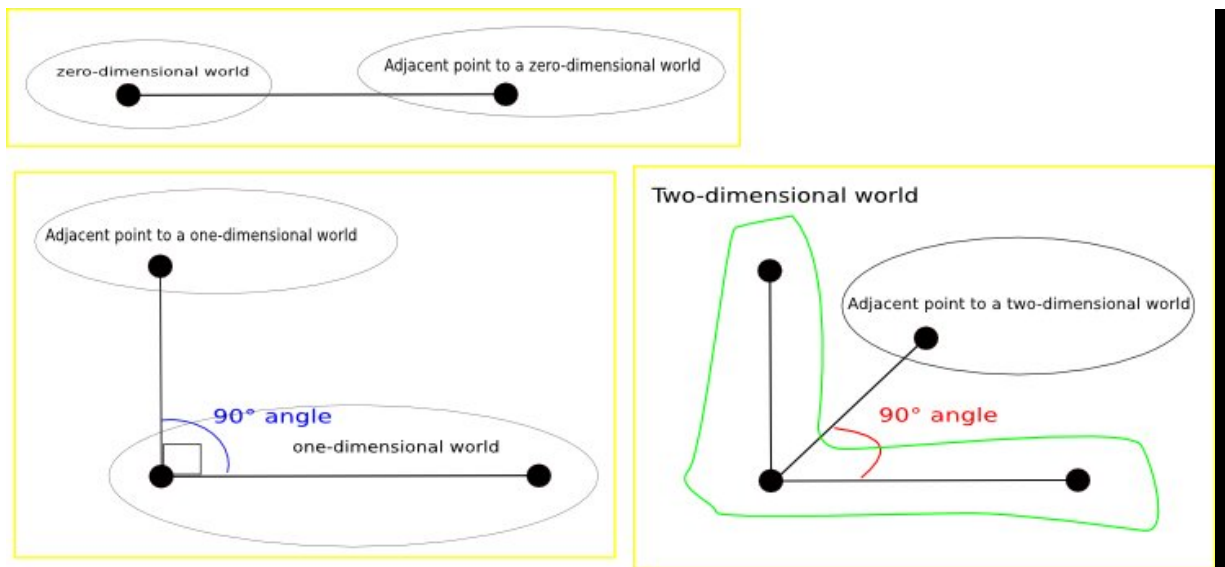 zero-dimensional world
Adjacent point to a zero-dimensional world
Adjacent point to a one-dimensional world
90° angle
one-dimensional world
Two-dimensional world
Adjacent point to a two-dimensional world
90° angle